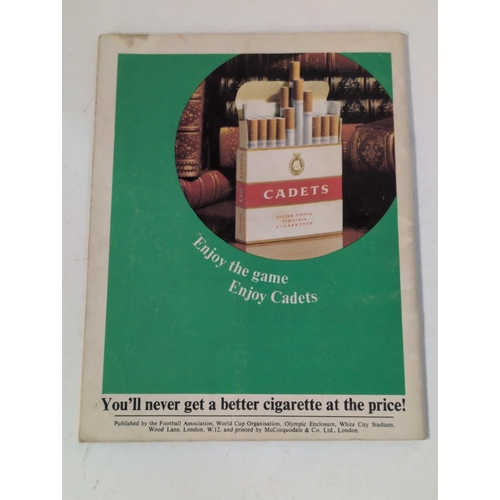 CADETS
FILTER TIPPED
VIRGINIA
CIGARETTES
Enjoy the game
Enjoy Cadets
You'll never get a better cigarette at the price!
Published by the Football Association, World Cup Organisation, Olympic Enclosure, White City Stadium,
Wood Lane, London, W.12, and printed by McCorquodale & Co. Ltd., London.